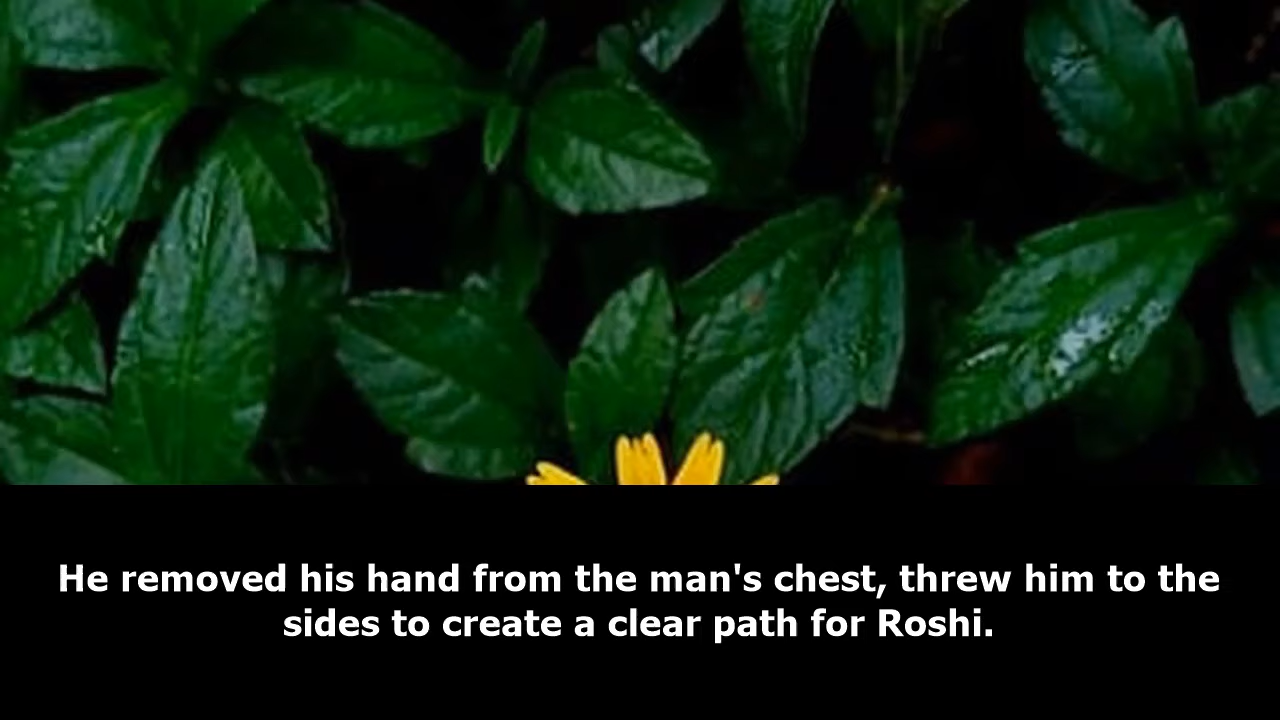 He removed his hand from the man's chest, threw him to the
sides to create a clear path for Roshi.